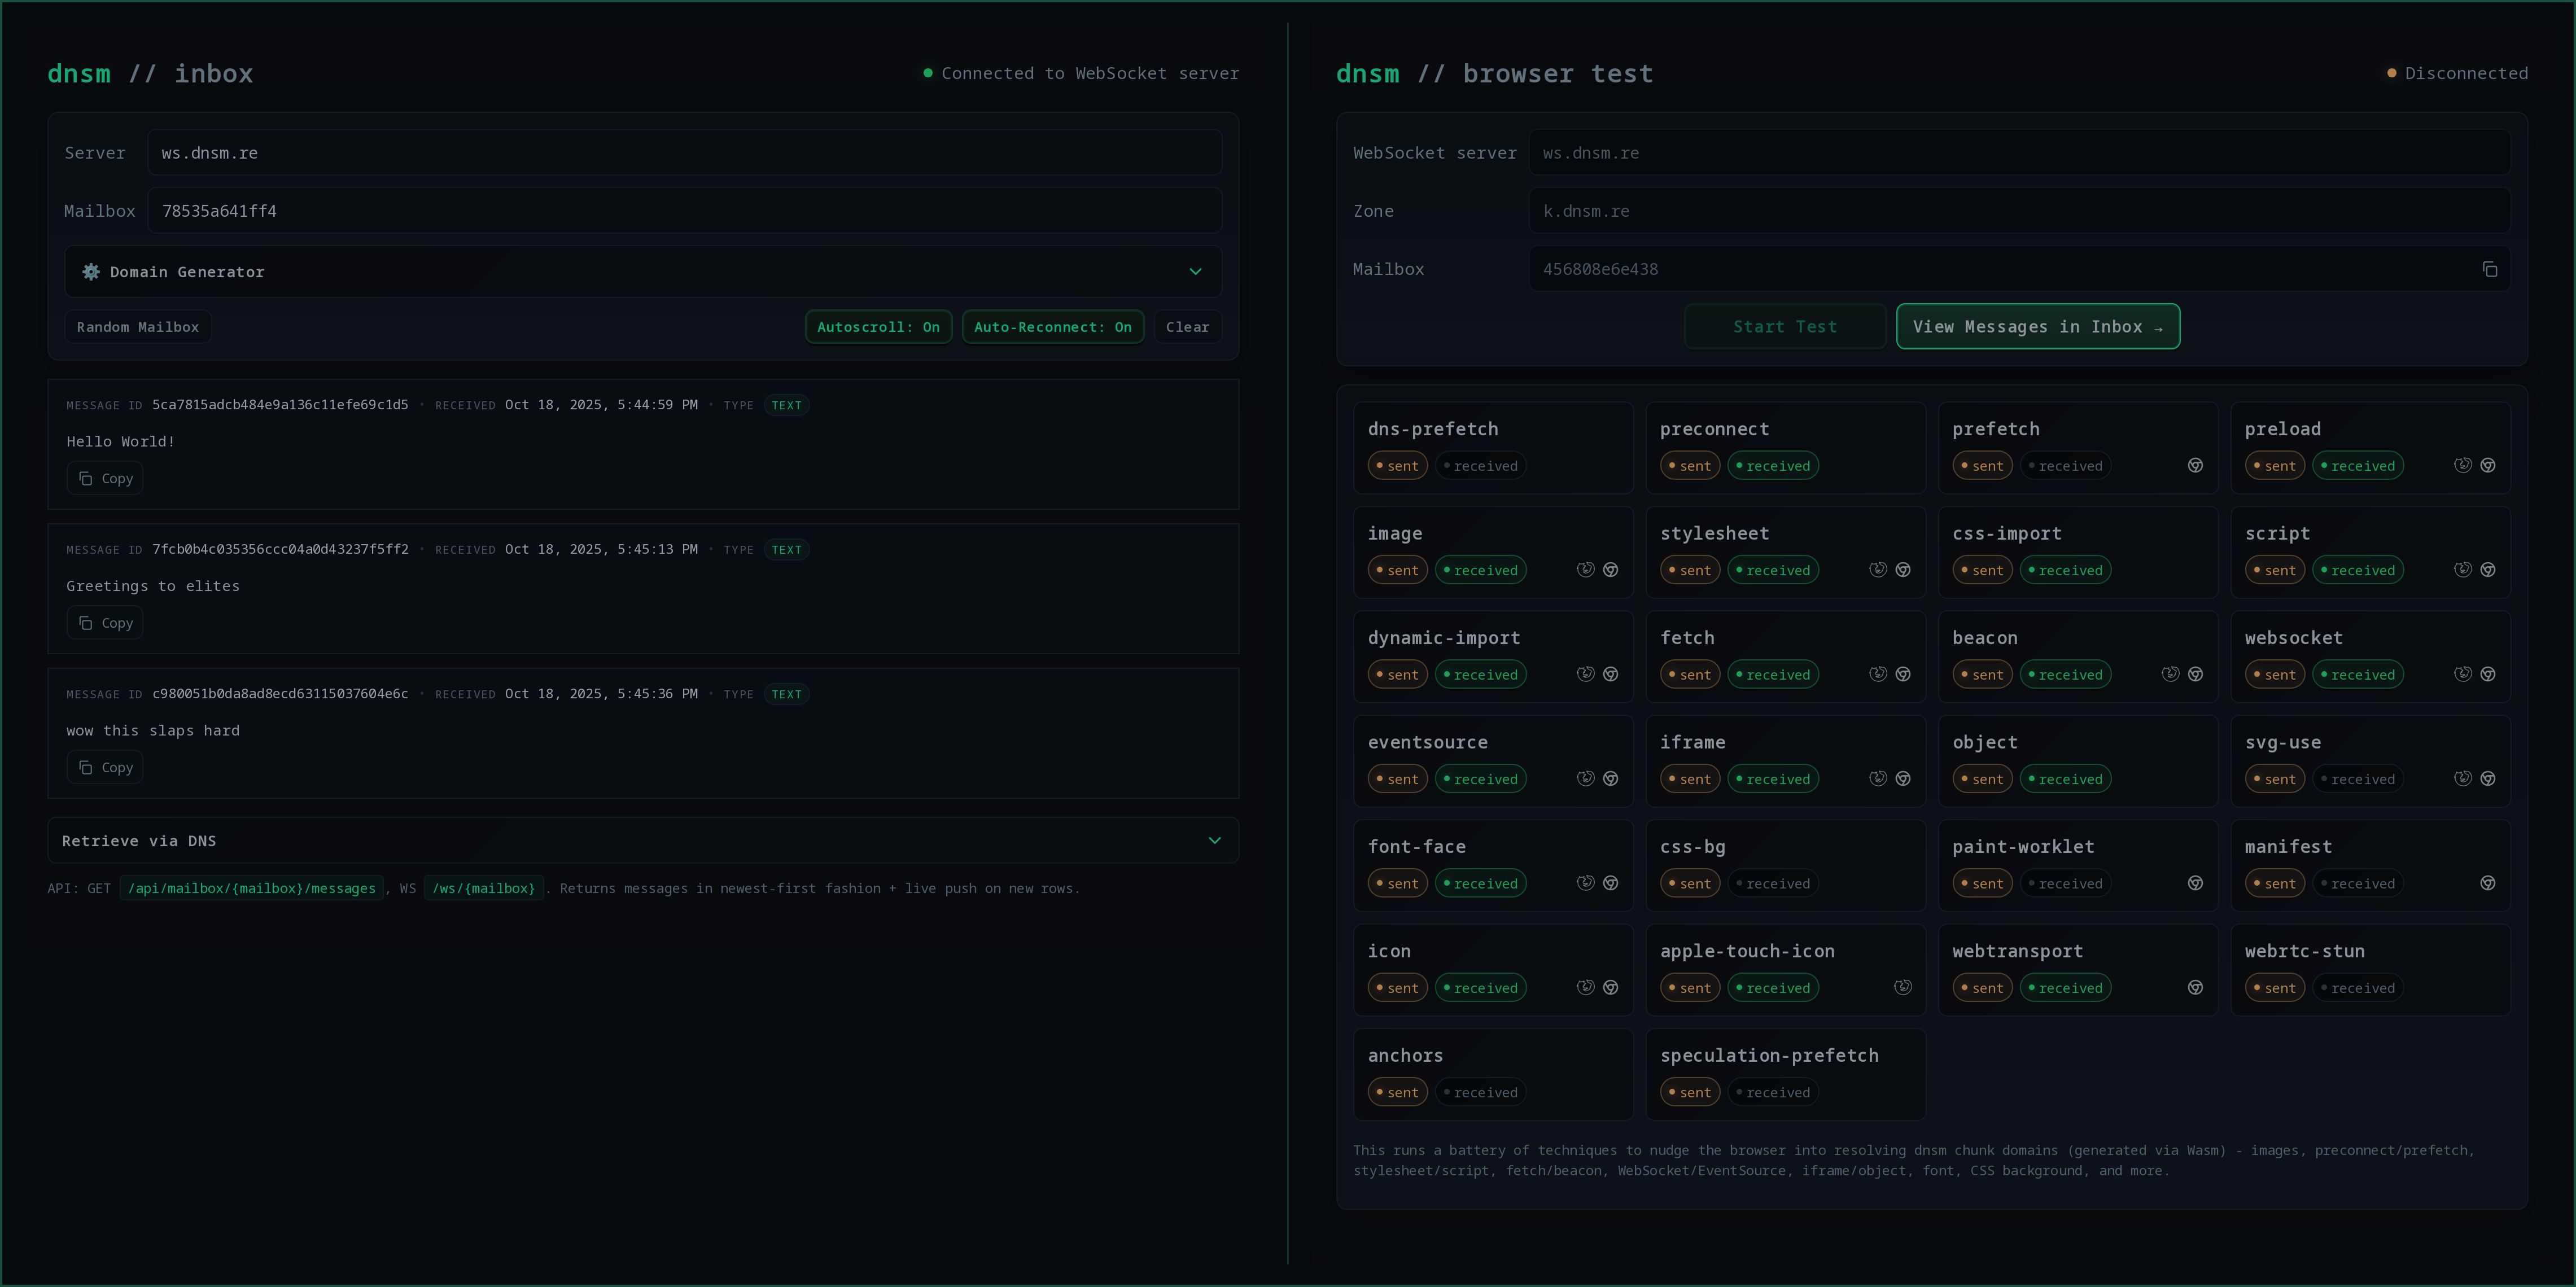 dnsm // inbox
Connected to WebSocket server
Server
ws.dnsm.re
Mailbox
78535a641ff4
Domain Generator
Random Mailbox
Autoscroll: On
Auto-Reconnect: On
Clear
MESSAGE ID 5ca7815adcb484e9a136c11efe69c1d5 • RECEIVED Oct 18, 2025, 5:44:59 PM • TYPE TEXT
Hello World!
Copy
MESSAGE ID 7fcb0b4c035356ccc04a0d43237f5ff2 • RECEIVED Oct 18, 2025, 5:45:13 PM • TYPE TEXT
Greetings to elites
Copy
MESSAGE ID c980051b0da8ad8ecd63115037604e6c • RECEIVED Oct 18, 2025, 5:45:36 PM • TYPE TEXT
wow this slaps hard
Copy
Retrieve via DNS
API: GET /api/mailbox/{mailbox}/messages, WS /ws/{mailbox}. Returns messages in newest-first fashion + live push on new rows.
dnsm // browser test
Disconnected
WebSocket server
ws.dnsm.re
Zone
k.dnsm.re
Mailbox
456808e6e438
Start Test
View Messages in Inbox →
dns-prefetch
sent received
preconnect
sent received
prefetch
sent received
preload
sent received
image
sent received
stylesheet
sent received
css-import
sent received
script
sent received
dynamic-import
sent received
fetch
sent received
beacon
sent received
websocket
sent received
eventsource
sent received
iframe
sent received
object
sent received
svg-use
sent received
font-face
sent received
css-bg
sent received
paint-worklet
sent received
manifest
sent received
icon
sent received
apple-touch-icon
sent received
webtransport
sent received
webrtc-stun
sent received
anchors
sent received
speculation-prefetch
sent received
This runs a battery of techniques to nudge the browser into resolving dnsm chunk domains (generated via Wasm) - images, preconnect/prefetch,
stylesheet/script, fetch/beacon, WebSocket/EventSource, iframe/object, font, CSS background, and more.